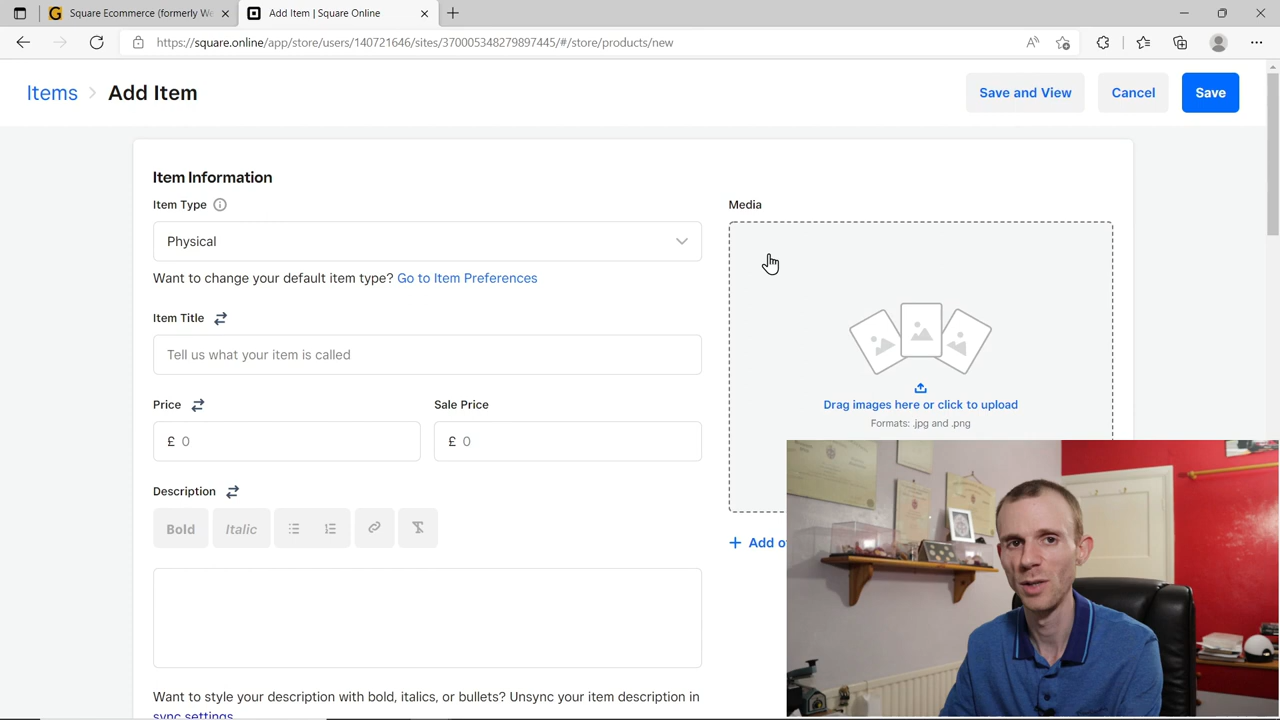 Square Ecommerce (formerly We
Add Item | Square Online
https://square.online/app/store/users/140721646/sites/370005348279897445/#/store/products/new
Items > Add Item
Save and View
Cancel
Save
Item Information
Item Type
Physical
Want to change your default item type? Go to Item Preferences
Item Title
Tell us what your item is called
Price
Sale Price
£ 0
£ 0
Description
Bold
Italic
Want to style your description with bold, italics, or bullets? Unsync your item description in
sync settings.
Media
Drag images here or click to upload
Formats: .jpg and .png
+ Add o